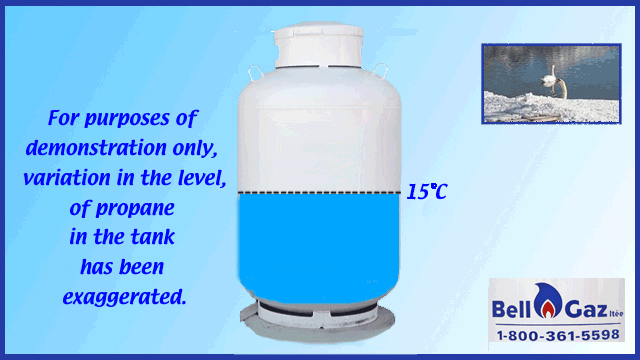 For purposes of
demonstration only,
variation in the level,
of propane
in the tank
has been
exaggerated.
15°C
Bell Gaz ltée
1-800-361-5598